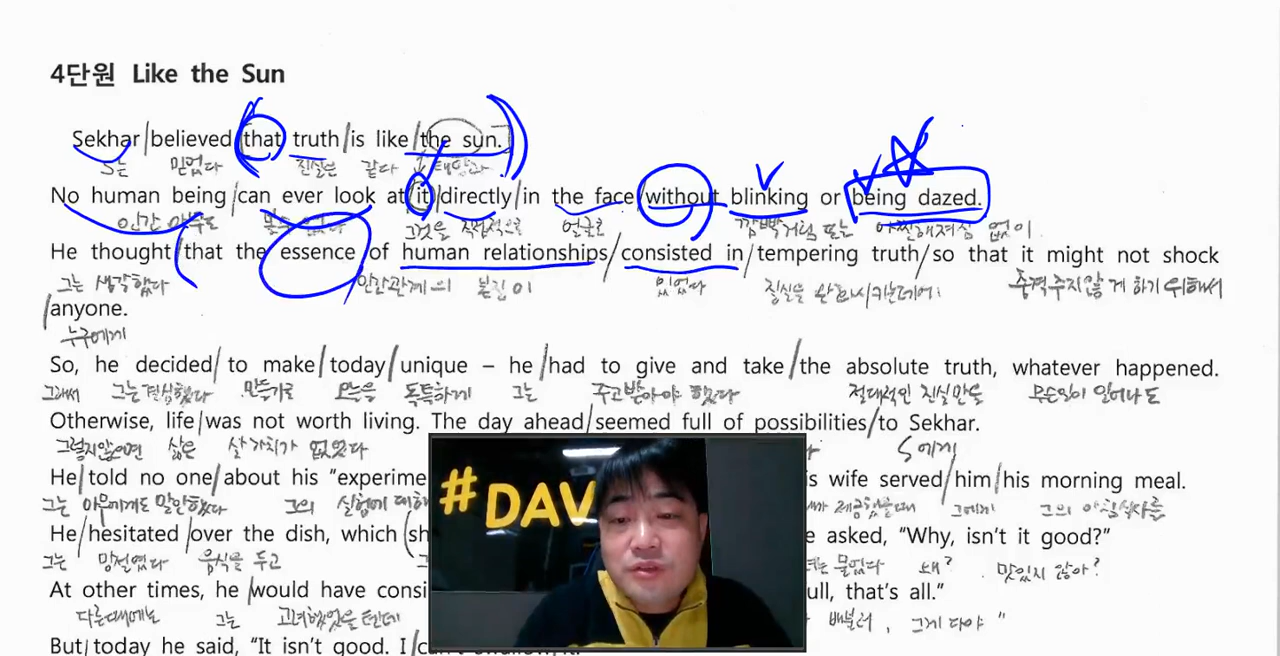 4단원 Like the Sun
Sekhar believed that truth is like the sun.
S는 믿었다 진실은 같다 태양과
No human being can ever look at it directly in the face without blinking or being dazed.
인간 아무도 볼수 없다 그것을 직접적으로 얼굴로 깜빡거림 또는 아찔해져짐 없이.
He thought that the essence of human relationships consisted in tempering truth so that it might not shock
그는 생각했다 인간관계의 본질이 있었다 진실을 완화시키는데에 충격주지않게 하기위해서
anyone.
누구에게
So, he decided to make today unique – he had to give and take the absolute truth, whatever happened.
그래서 그는 결심했다 만들기로 오늘을 독특하게 그는 주고받아야 했다 절대적인 진실만을 무슨일이 일어나도
Otherwise, life was not worth living. The day ahead seemed full of possibilities to Sekhar.
그렇지않으면 삶은 살 가치가 없었다 S에게
He told no one about his “experime s wife served him his morning meal.
그는 아무에게도 말안했다 그의 실험에 대해 제공했을때 그에게 그의 아침식사를
He hesitated over the dish, which (sh e asked, “Why, isn’t it good?”
그는 망설였다 음식을 두고 그 물었다 왜? 맛있지 않아?
At other times, he would have consi ull, that’s all.”
다른때에는 그는 고려했었을 텐데 배불러, 그게 다야 "
But today he said, “It isn’t good. I can't swallow it.”
#DAV